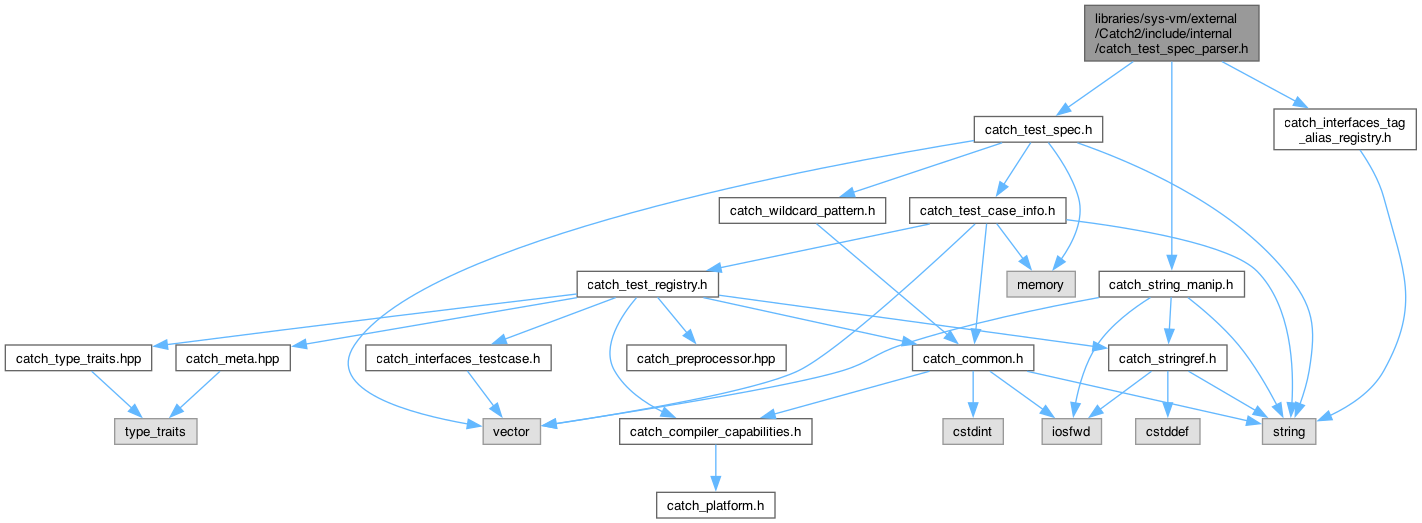 libraries/sys-vm/external
/Catch2/include/internal
/catch_test_spec_parser.h
catch_test_spec.h
catch_interfaces_tag
_alias_registry.h
catch_wildcard_pattern.h
catch_test_case_info.h
catch_test_registry.h
memory
catch_string_manip.h
catch_type_traits.hpp
catch_meta.hpp
catch_interfaces_testcase.h
catch_preprocessor.hpp
catch_common.h
catch_stringref.h
type_traits
vector
catch_compiler_capabilities.h
cstdint
iosfwd
cstddef
string
catch_platform.h